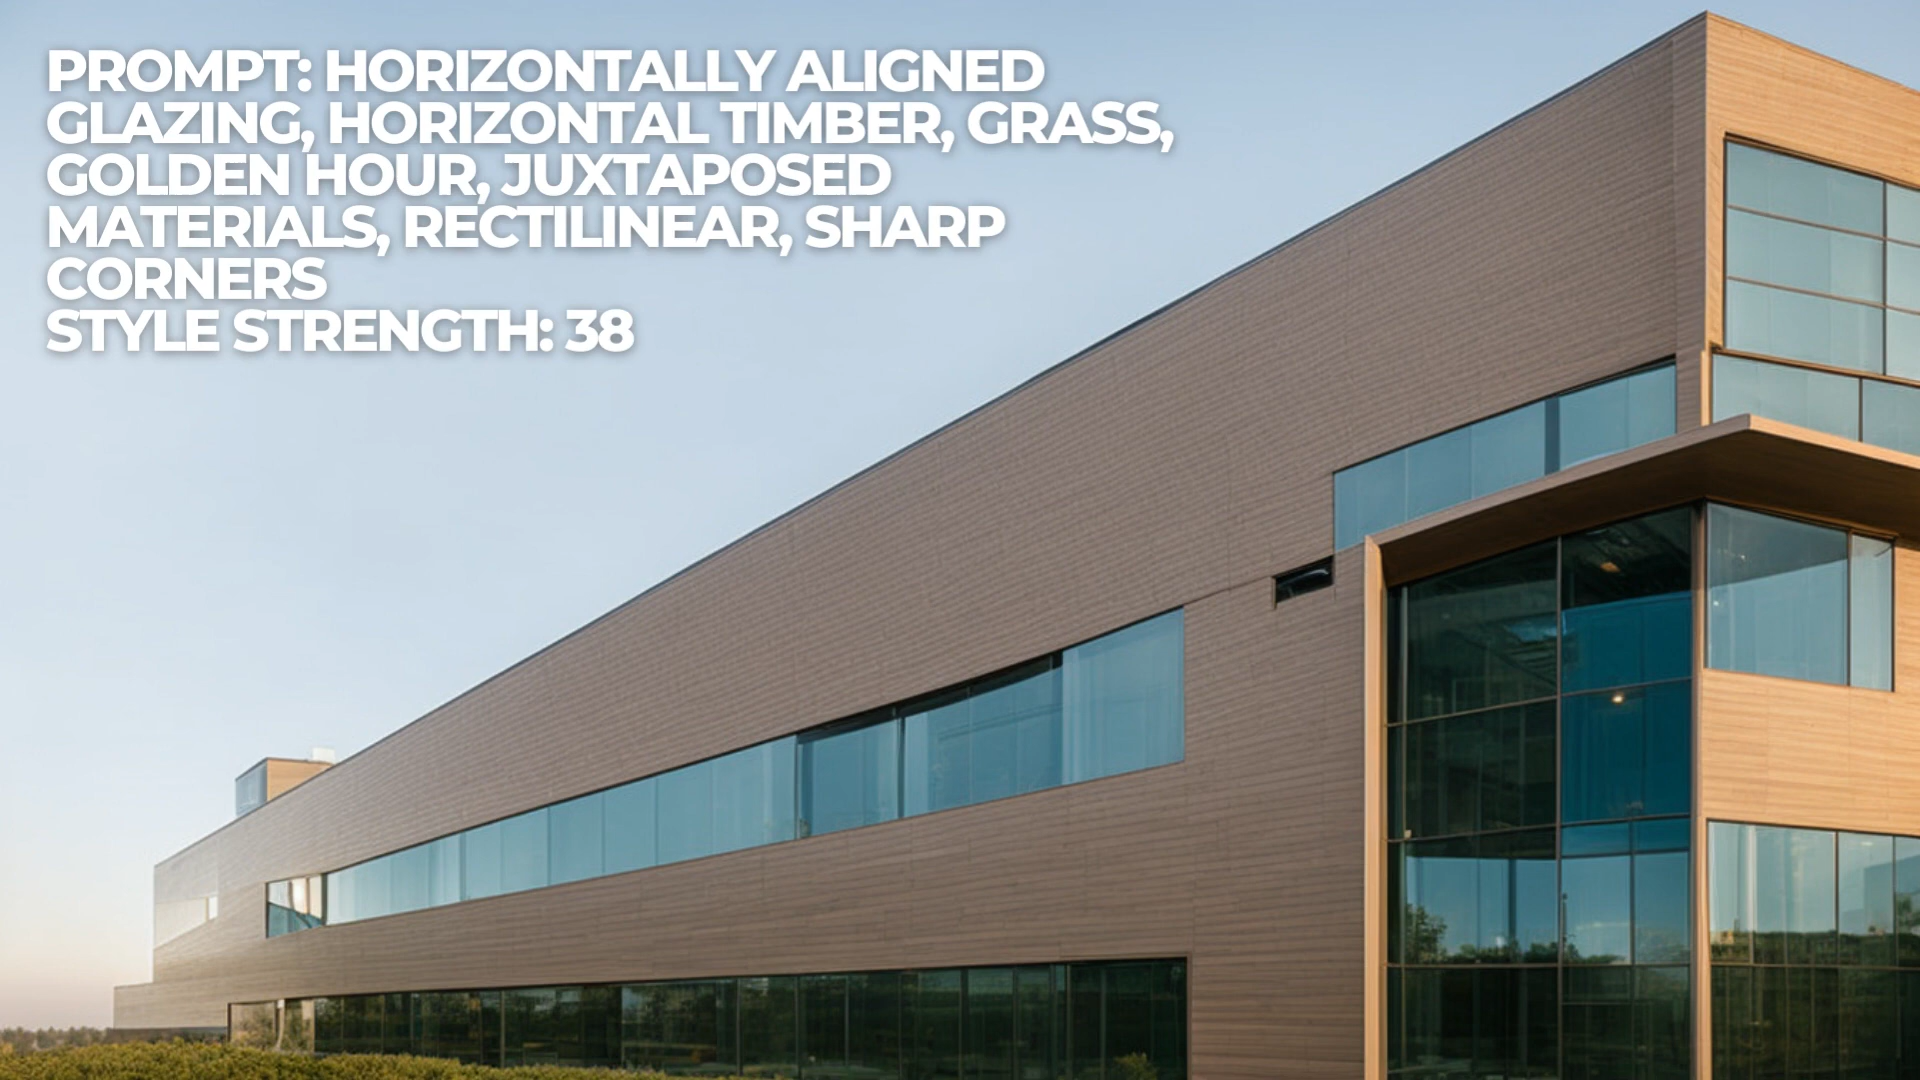 PROMPT: HORIZONTALLY ALIGNED
GLAZING, HORIZONTAL TIMBER, GRASS,
GOLDEN HOUR, JUXTAPOSED
MATERIALS, RECTILINEAR, SHARP
CORNERS
STYLE STRENGTH: 38